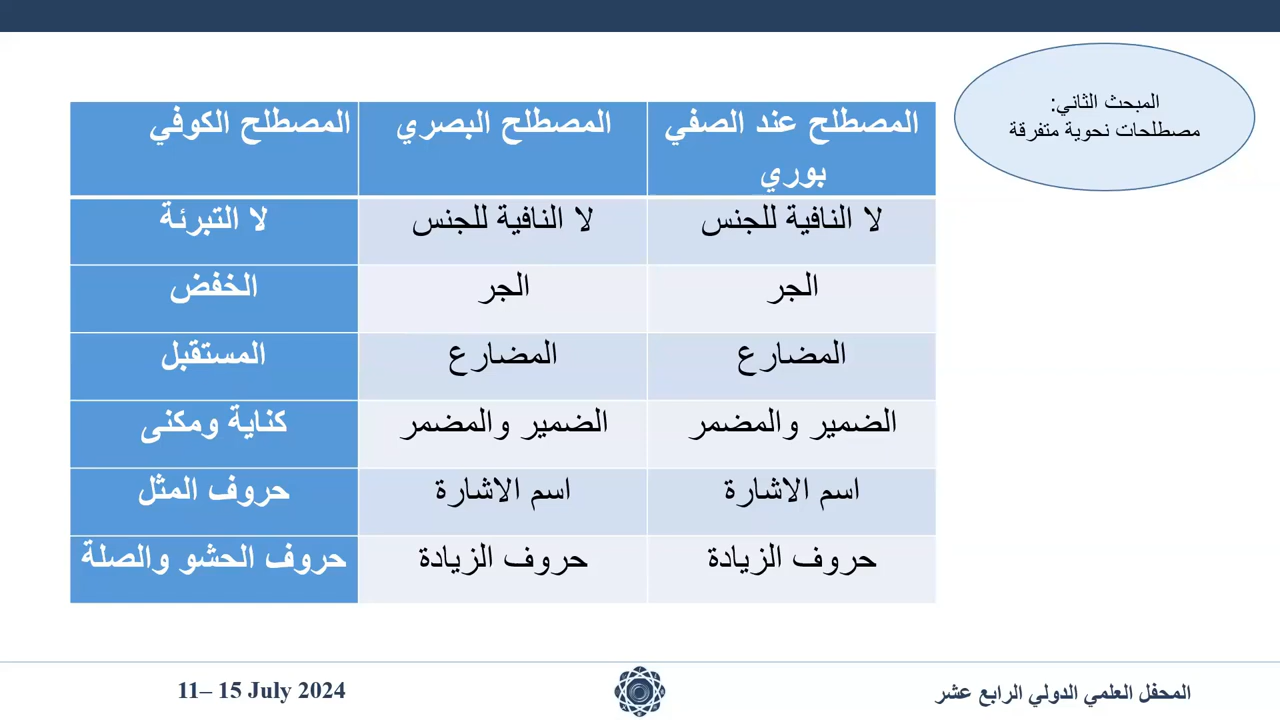 المبحث الثاني:
مصطلحات نحوية متفرقة
المصطلح عند الصفي بوري	المصطلح البصري	المصطلح الكوفي
لا النافية للجنس	لا النافية للجنس	لا التبرئة
الجر	الجر	الخفض
المضارع	المضارع	المستقبل
الضمير والمضمر	الضمير والمضمر	كناية ومكنى
اسم الاشارة	اسم الاشارة	حروف المثل
حروف الزيادة	حروف الزيادة	حروف الحشو والصلة
المحفل العلمي الدولي الرابع عشر
11– 15 July 2024